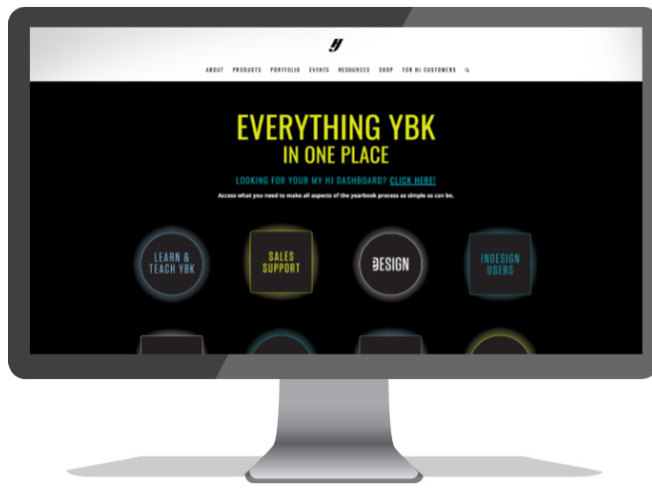 HJ
ABOUT PRODUCTS PORTFOLIO EVENTS RESOURCES SHOP FOR HJ CUSTOMERS
EVERYTHING YBK
IN ONE PLACE
LOOKING FOR YOUR MY HJ DASHBOARD? CLICK HERE!
Access what you need to make all aspects of the yearbook process as simple as can be.
LEARN &
TEACH YBK
SALES
SUPPORT
eDESIGN
INDESIGN
USERS